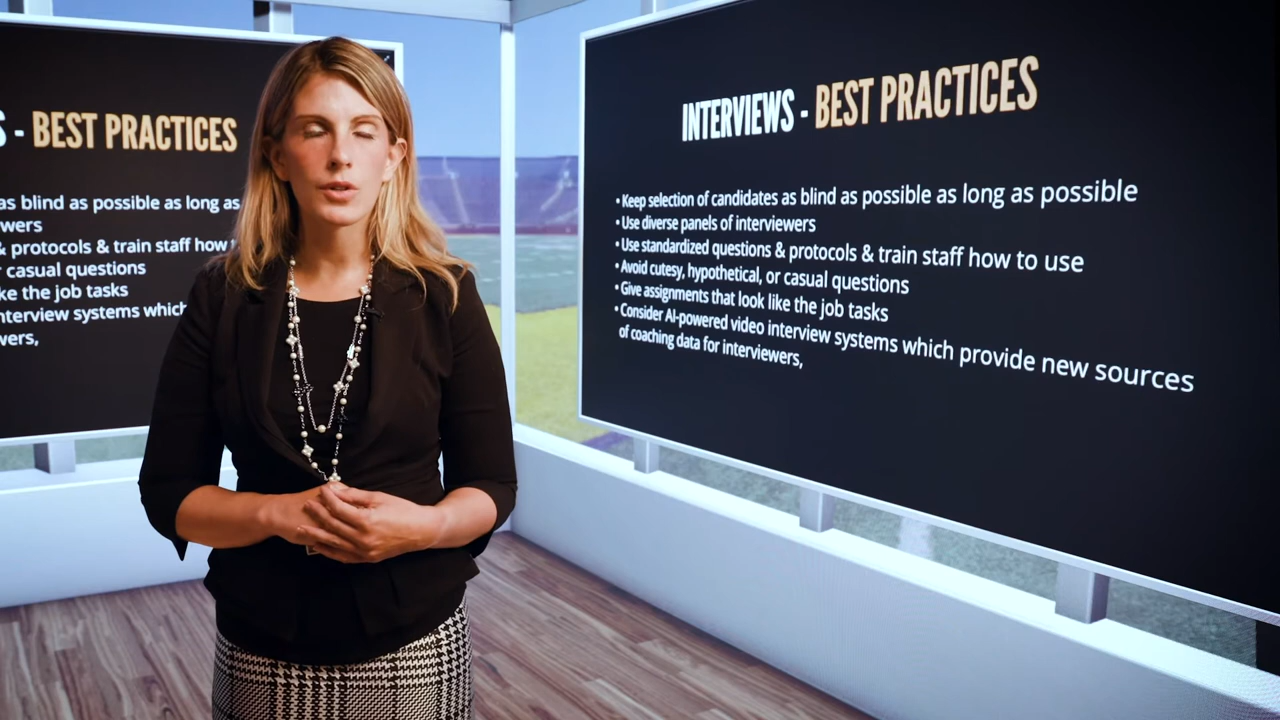 S - BEST PRACTICES
as blind as possible as long as
wers
& protocols & train staff how t
r casual questions
ke the job tasks
nterview systems which
wers,
INTERVIEWS - BEST PRACTICES
• Keep selection of candidates as blind as possible as long as possible
• Use diverse panels of interviewers
• Use standardized questions & protocols & train staff how to use
• Avoid cutesy, hypothetical, or casual questions
• Give assignments that look like the job tasks
• Consider AI-powered video interview systems which provide new sources
of coaching data for interviewers,